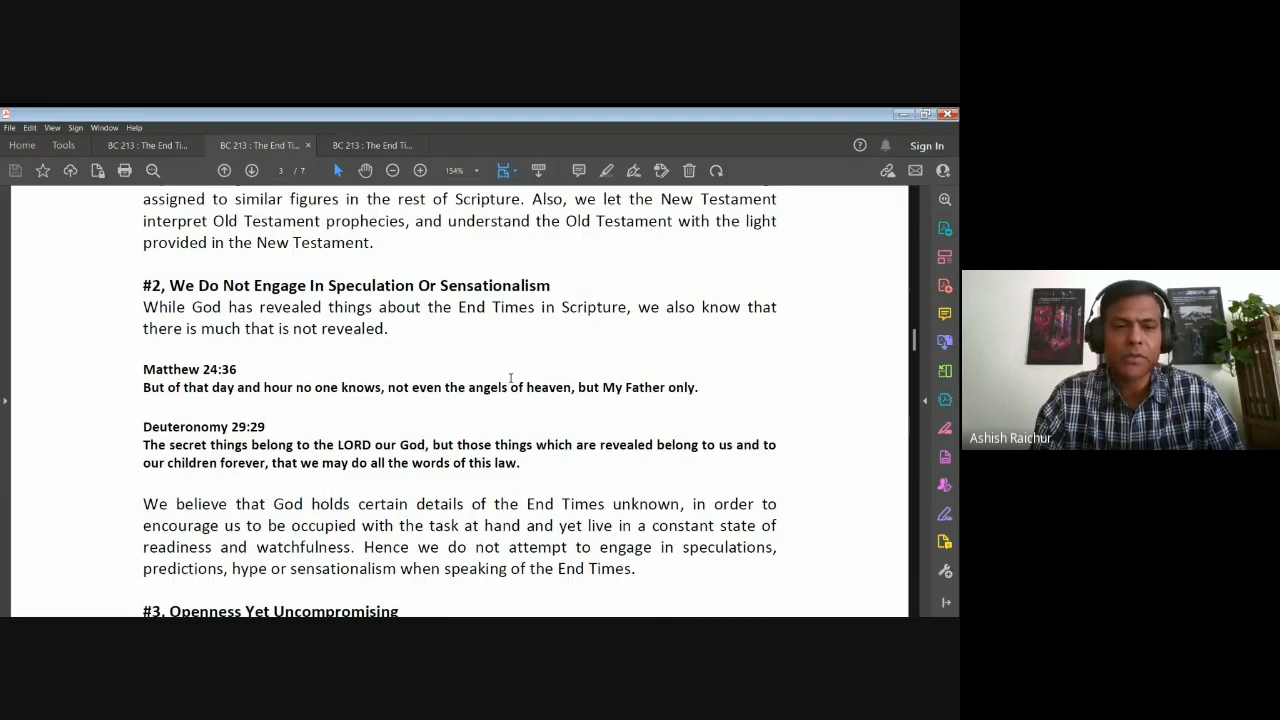 File Edit View Sign Window Help
Home Tools BC 213 : The End Ti... BC 213 : The End Ti... × BC 213 : The End Ti... Sign In
3 / 7 154%
assigned to similar figures in the rest of Scripture. Also, we let the New Testament
interpret Old Testament prophecies, and understand the Old Testament with the light
provided in the New Testament.
#2, We Do Not Engage In Speculation Or Sensationalism
While God has revealed things about the End Times in Scripture, we also know that
there is much that is not revealed.
Matthew 24:36
But of that day and hour no one knows, not even the angels of heaven, but My Father only.
Deuteronomy 29:29
The secret things belong to the LORD our God, but those things which are revealed belong to us and to
our children forever, that we may do all the words of this law.
We believe that God holds certain details of the End Times unknown, in order to
encourage us to be occupied with the task at hand and yet live in a constant state of
readiness and watchfulness. Hence we do not attempt to engage in speculations,
predictions, hype or sensationalism when speaking of the End Times.
#3, Openness Yet Uncompromising
Ashish Raichur